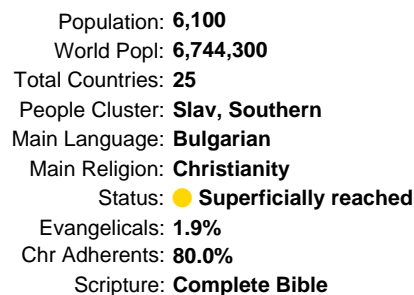 Population: 6,100
World Popl: 6,744,300
Total Countries: 25
People Cluster: Slav, Southern
Main Language: Bulgarian
Main Religion: Christianity
Status: Superficially reached
Evangelicals: 1.9%
Chr Adherents: 80.0%
Scripture: Complete Bible